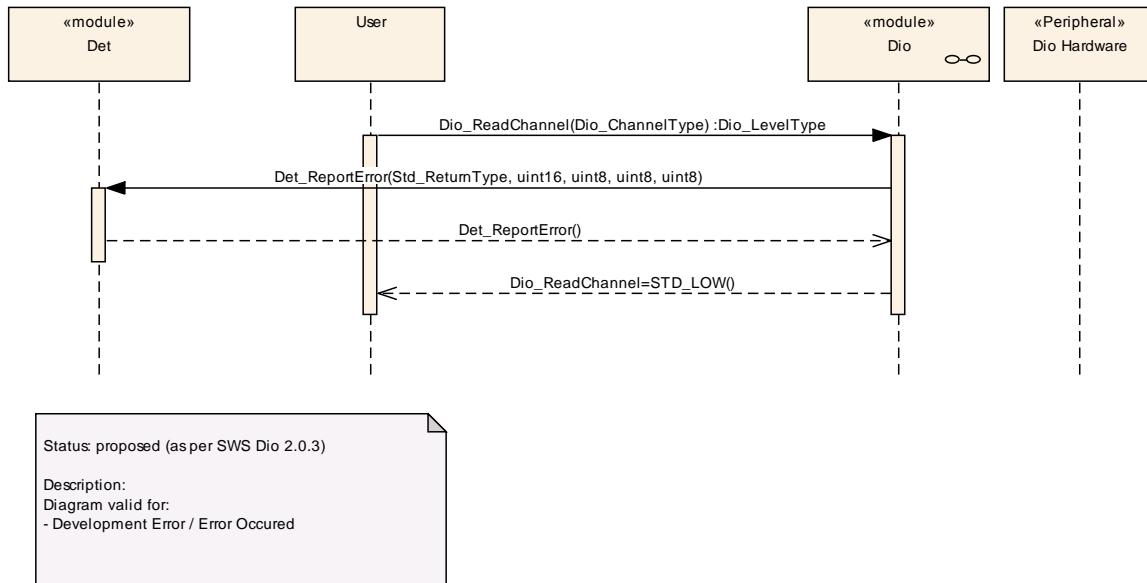 «module»
Det
User
«module»
Dio
«Peripheral»
Dio Hardware
Dio_ReadChannel(Dio_ChannelType) :Dio_LevelType
Det_ReportError(Std_ReturnType, uint16, uint8, uint8, uint8)
Det_ReportError()
Dio_ReadChannel=STD_LOW()
Status: proposed (as per SWS Dio 2.0.3)
Description:
Diagram valid for:
- Development Error / Error Occured